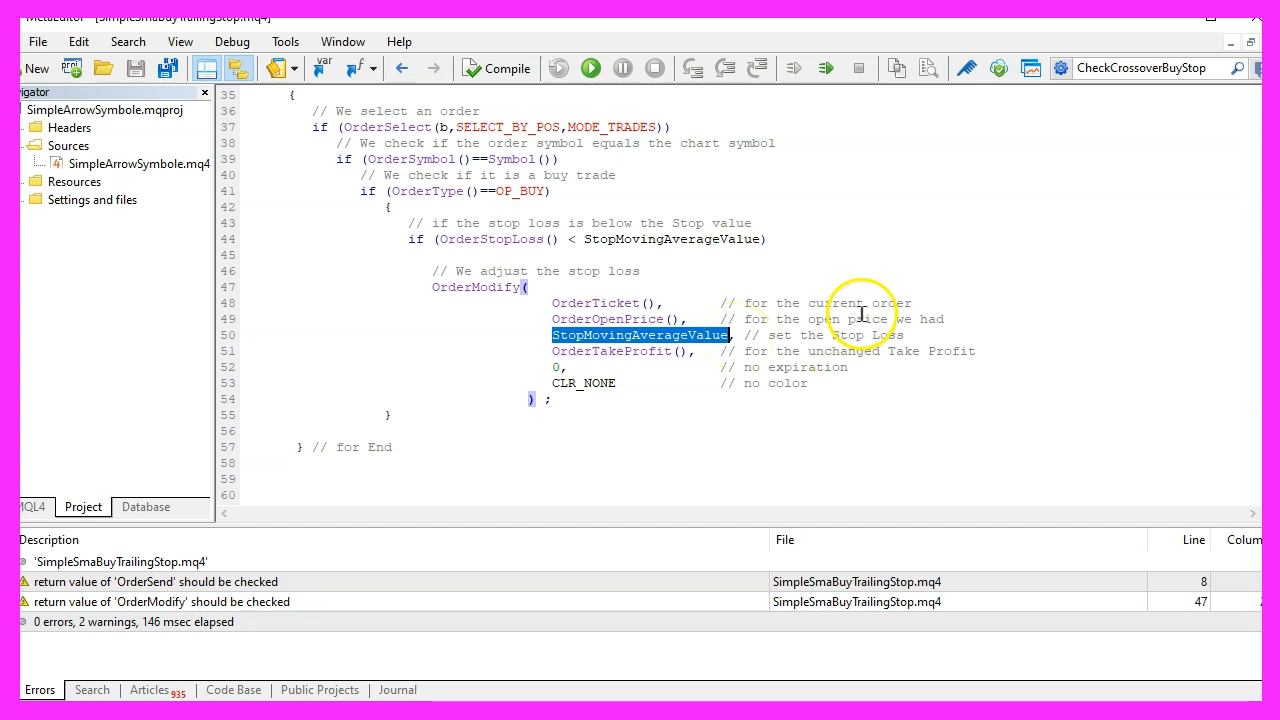 MetaEditor - [SimpleSmaBuyTrailingStop.mq4]
File Edit Search View Debug Tools Window Help
New Compile CheckCrossoverBuyStop
vigator
SimpleArrowSymbole.mqproj
Headers
Sources
SimpleArrowSymbole.mq4
Resources
Settings and files
35 {
36 // We select an order
37 if (OrderSelect(b,SELECT_BY_POS,MODE_TRADES))
38 // We check if the order symbol equals the chart symbol
39 if (OrderSymbol()==Symbol())
40 // We check if it is a buy trade
41 if (OrderType()==OP_BUY)
42 {
43 // if the stop loss is below the Stop value
44 if (OrderStopLoss() < StopMovingAverageValue)
45
46 // We adjust the stop loss
47 OrderModify(
48 OrderTicket(), // for the current order
49 OrderOpenPrice(), // for the open price we had
50 StopMovingAverageValue, // set the Stop Loss
51 OrderTakeProfit(), // for the unchanged Take Profit
52 0, // no expiration
53 CLR_NONE // no color
54 ) ;
55 }
56
57 } // for End
58
59
60
MQL4 Project Database
Description File Line Colum
'SimpleSmaBuyTrailingStop.mq4'
return value of 'OrderSend' should be checked SimpleSmaBuyTrailingStop.mq4 8
return value of 'OrderModify' should be checked SimpleSmaBuyTrailingStop.mq4 47
0 errors, 2 warnings, 146 msec elapsed
Errors Search Articles 935 Code Base Public Projects Journal